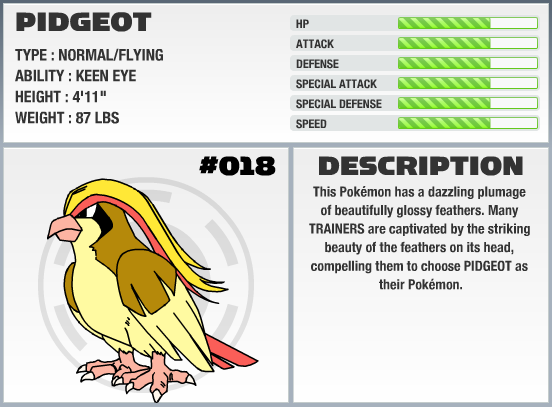 PIDGEOT
TYPE : NORMAL/FLYING
ABILITY : KEEN EYE
HEIGHT : 4'11"
WEIGHT : 87 LBS
HP
ATTACK
DEFENSE
SPECIAL ATTACK
SPECIAL DEFENSE
SPEED
#018
DESCRIPTION
This Pokémon has a dazzling plumage
of beautifully glossy feathers. Many
TRAINERS are captivated by the striking
beauty of the feathers on its head,
compelling them to choose PIDGEOT as
their Pokémon.